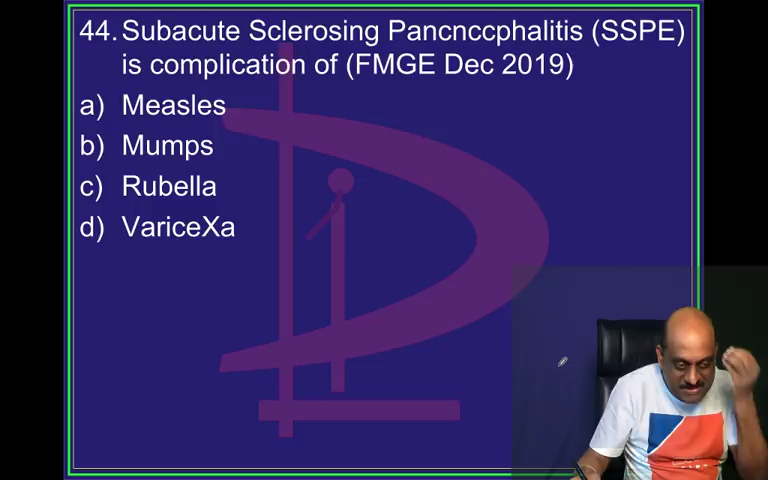 44. Subacute Sclerosing Pancnccphalitis (SSPE)
is complication of (FMGE Dec 2019)
a) Measles
b) Mumps
c) Rubella
d) VariceXa